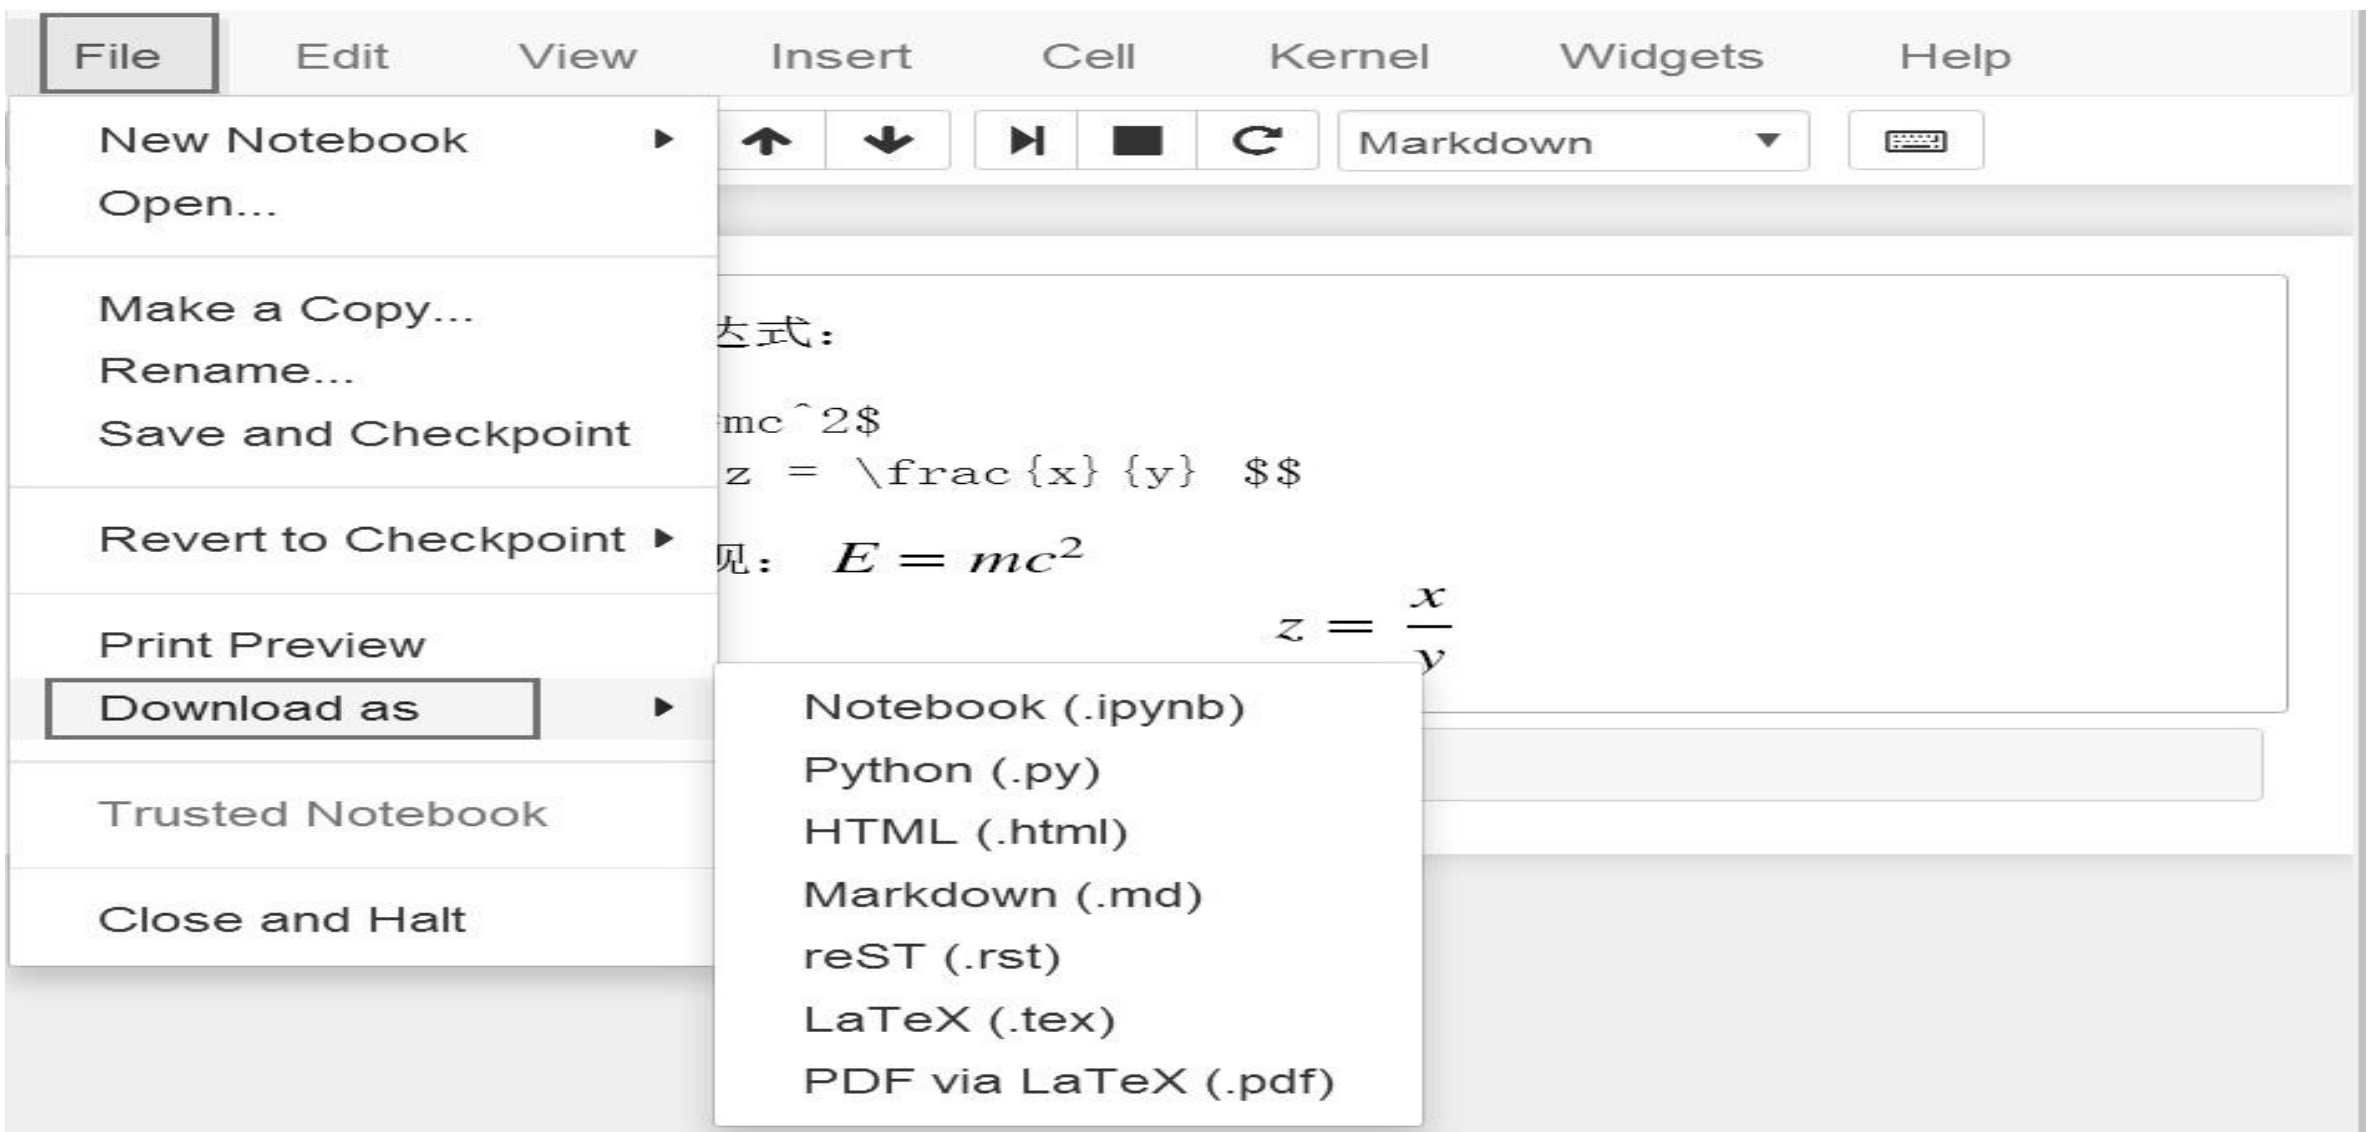 File Edit View Insert Cell Kernel Widgets Help
New Notebook
Markdown
Open...
Make a Copy...
达式：
Rename...
mc^2$
Save and Checkpoint
z = \frac{x}{y} $$
Revert to Checkpoint
现： E = mc²
z = x/y
Print Preview
Download as
Notebook (.ipynb)
Python (.py)
HTML (.html)
Markdown (.md)
reST (.rst)
LaTeX (.tex)
PDF via LaTeX (.pdf)
Trusted Notebook
Close and Halt